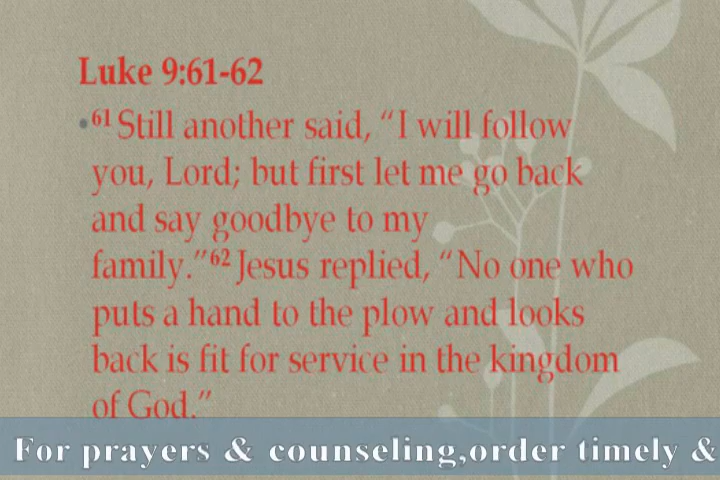 Luke 9:61-62
• 61 Still another said, “I will follow
you, Lord; but first let me go back
and say goodbye to my
family.” 62 Jesus replied, “No one who
puts a hand to the plow and looks
back is fit for service in the kingdom
of God.”
For prayers & counseling,order timely &